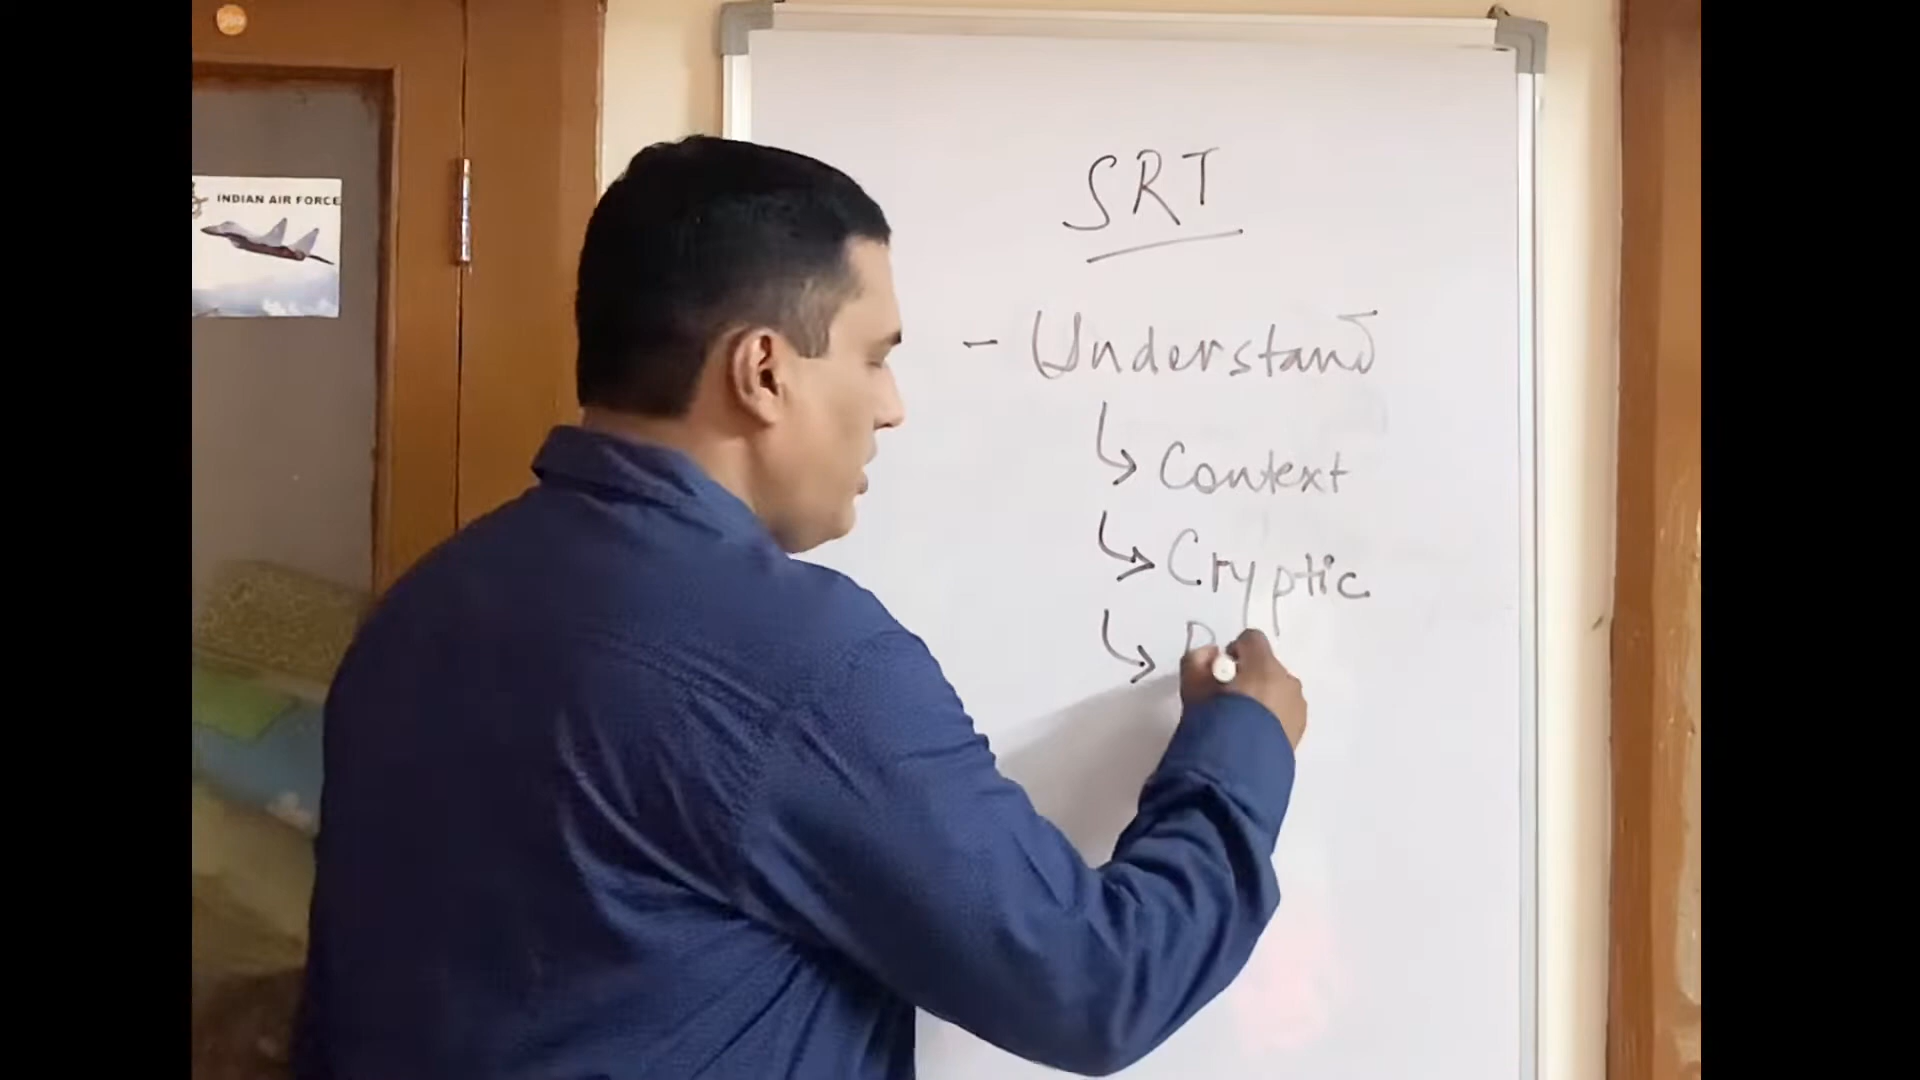 INDIAN AIR FORCE
SRT
- Understand
↳ Context
↳ Cryptic
↳